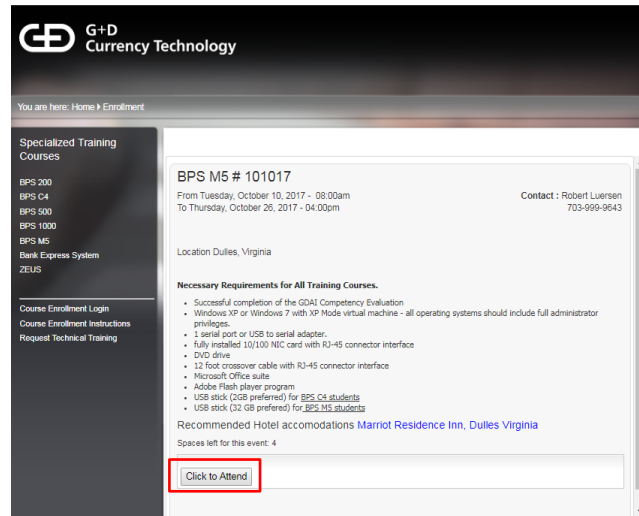 G+D
Currency Technology
You are here: Home ▸ Enrollment
Specialized Training
Courses
BPS 200
BPS C4
BPS 500
BPS 1000
BPS M5
Bank Express System
ZEUS
Course Enrollment Login
Course Enrollment Instructions
Request Technical Training
BPS M5 # 101017
From Tuesday, October 10, 2017 - 08:00am
To Thursday, October 26, 2017 - 04:00pm
Contact : Robert Luersen
703-999-9643
Location Dulles, Virginia
Necessary Requirements for All Training Courses.
• Successful completion of the GDAI Competency Evaluation
• Windows XP or Windows 7 with XP Mode virtual machine - all operating systems should include full administrator
privileges.
• 1 serial port or USB to serial adapter.
• fully installed 10/100 NIC card with RJ-45 connector interface
• DVD drive
• 12 foot crossover cable with RJ-45 connector interface
• Microsoft Office suite
• Adobe Flash player program
• USB stick (2GB preferred) for BPS C4 students
• USB stick (32 GB prefered) for BPS M5 students
Recommended Hotel accomodations Marriot Residence Inn, Dulles Virginia
Spaces left for this event: 4
Click to Attend